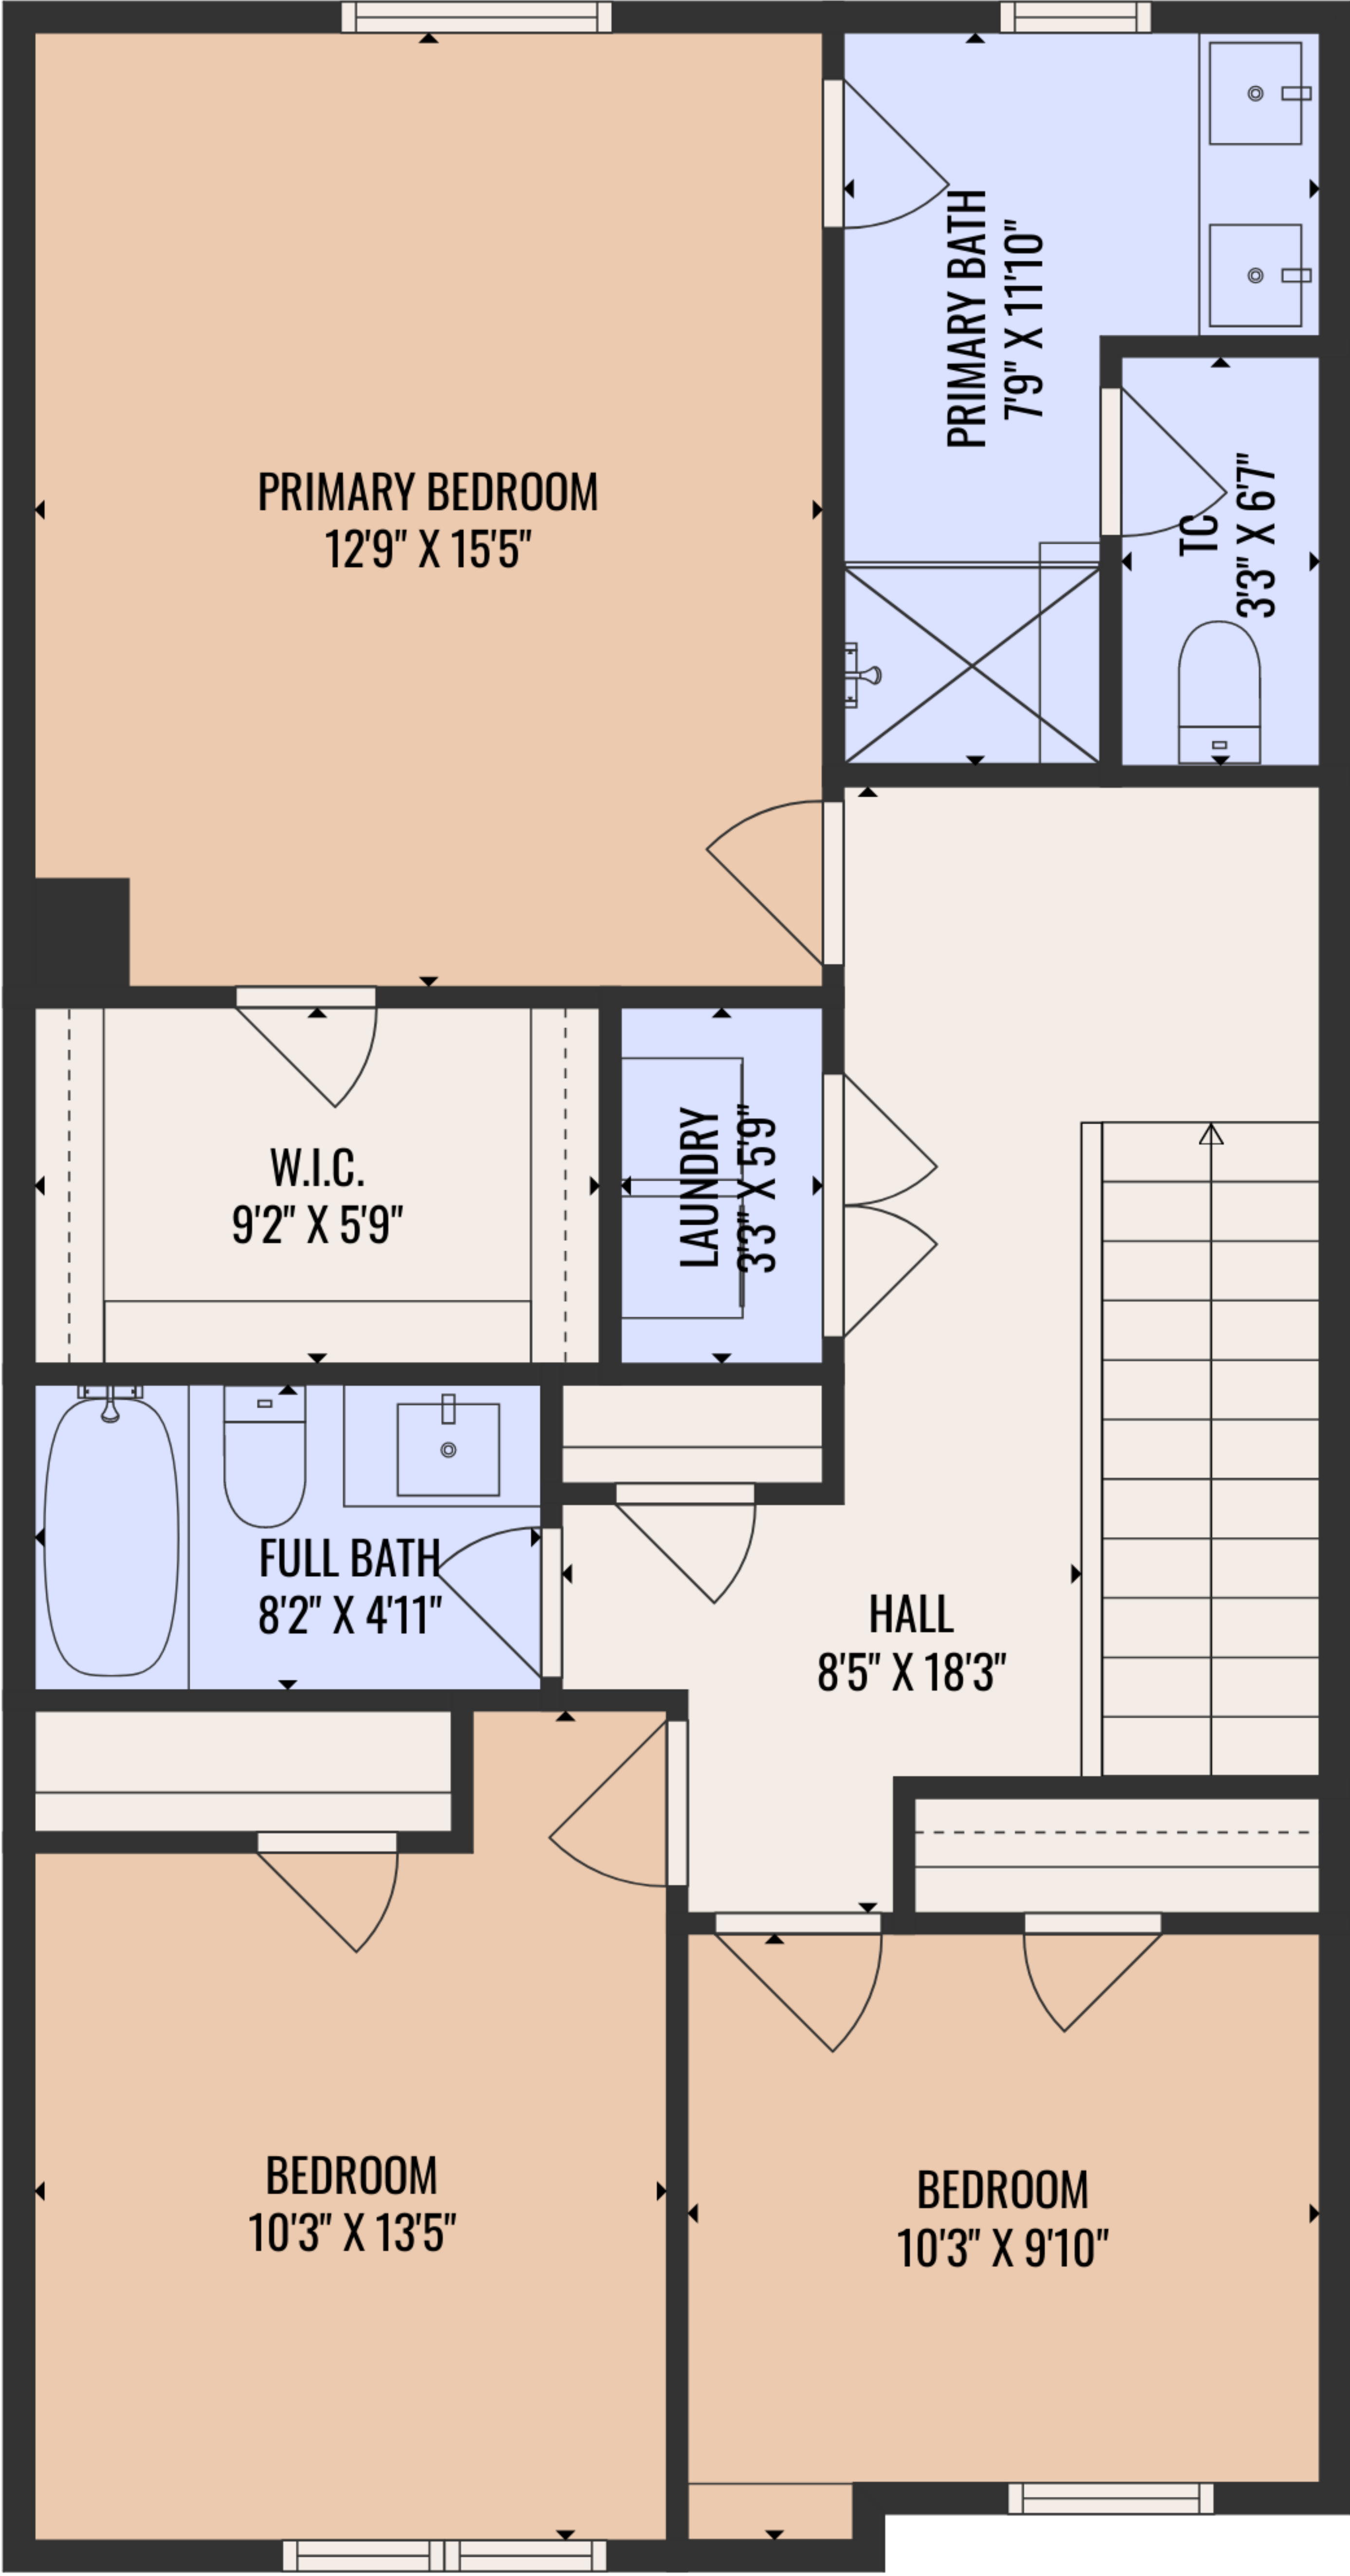 PRIMARY BEDROOM
12'9" X 15'5"
PRIMARY BATH
7'9" X 11'10"
TC
3'3" X 6'7"
W.I.C.
9'2" X 5'9"
LAUNDRY
3'3" X 5'9"
FULL BATH
8'2" X 4'11"
HALL
8'5" X 18'3"
BEDROOM
10'3" X 13'5"
BEDROOM
10'3" X 9'10"